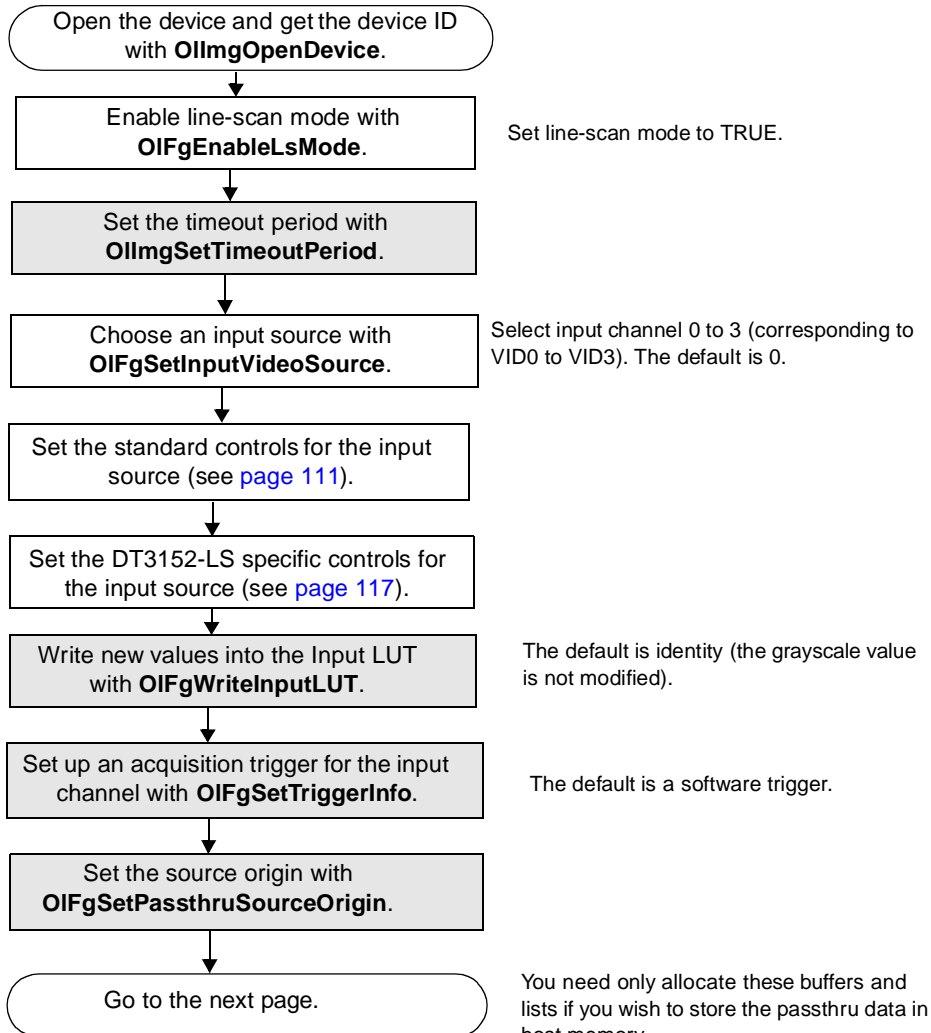 Open the device and get the device ID
with OlImgOpenDevice.
Enable line-scan mode with
OlFgEnableLsMode.
Set line-scan mode to TRUE.
Set the timeout period with
OlImgSetTimeoutPeriod.
Choose an input source with
OlFgSetInputVideoSource.
Select input channel 0 to 3 (corresponding to
VID0 to VID3). The default is 0.
Set the standard controls for the input
source (see page 111).
Set the DT3152-LS specific controls for
the input source (see page 117).
Write new values into the Input LUT
with OlFgWriteInputLUT.
The default is identity (the grayscale value
is not modified).
Set up an acquisition trigger for the input
channel with OlFgSetTriggerInfo.
The default is a software trigger.
Set the source origin with
OlFgSetPassthruSourceOrigin.
Go to the next page.
You need only allocate these buffers and
lists if you wish to store the passthru data in